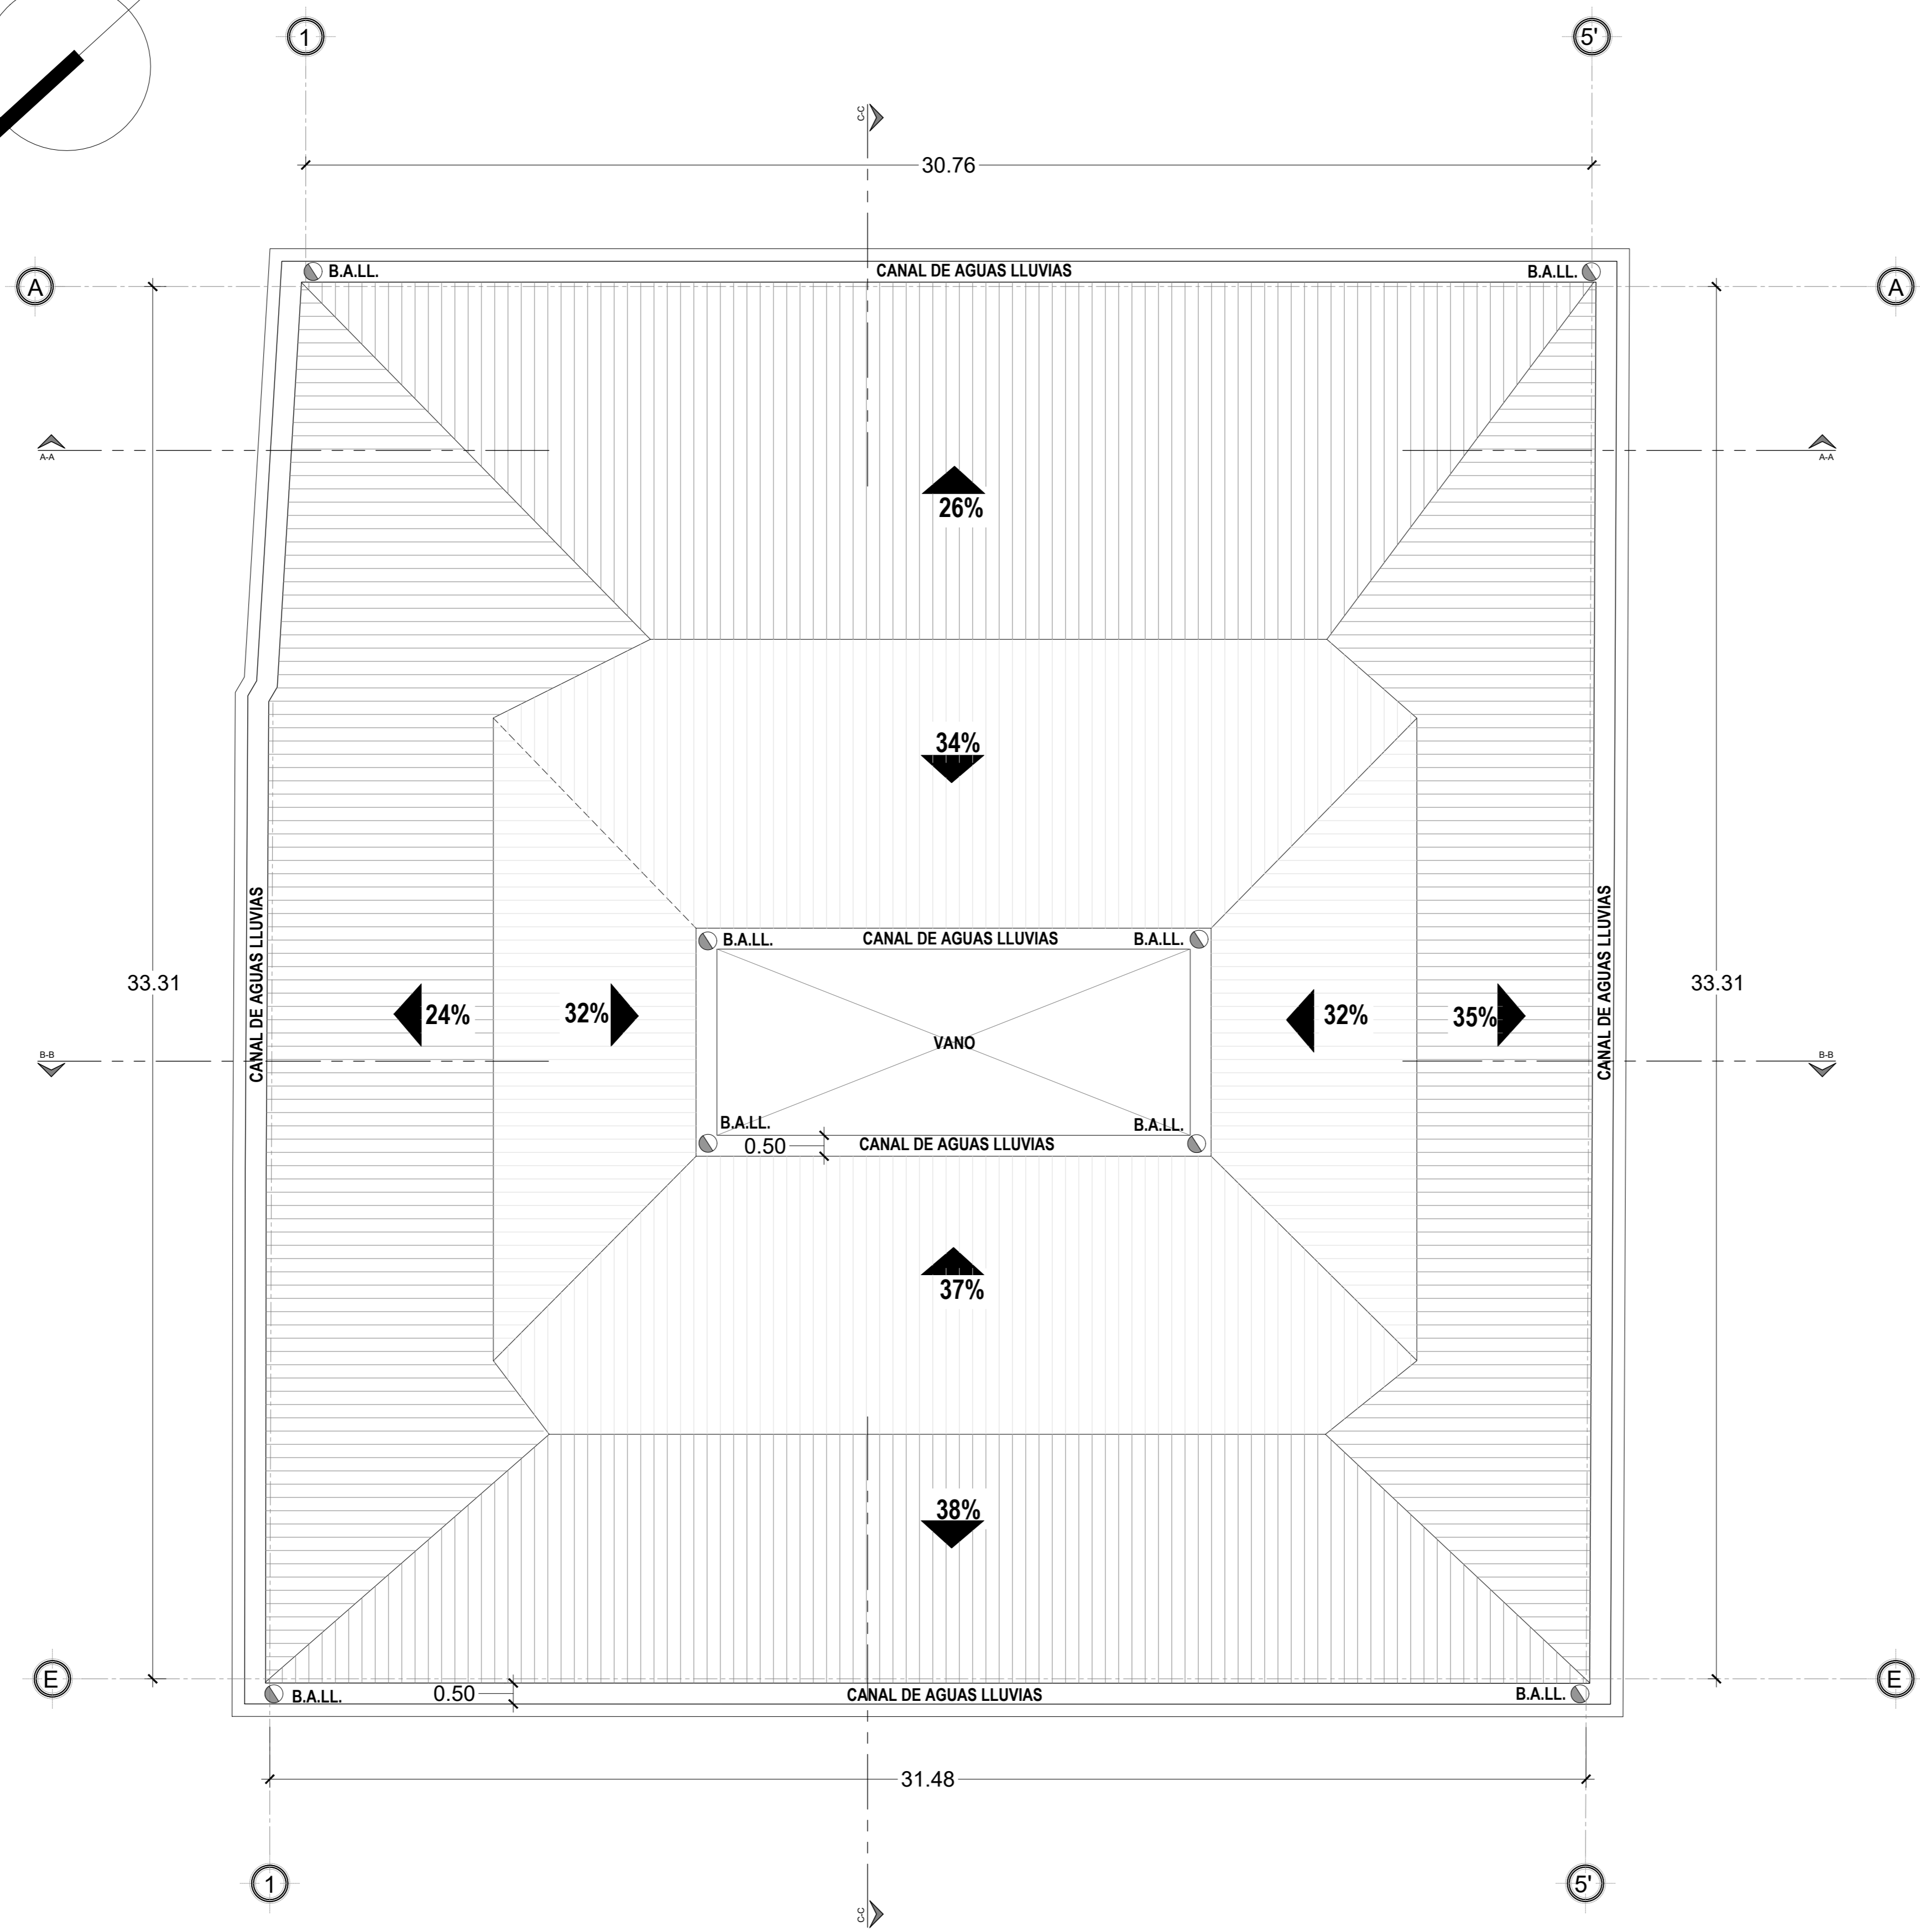 1
5'
C-C
30.76
B.A.LL.
CANAL DE AGUAS LLUVIAS
B.A.LL.
A
A
A-A
A-A
26%
34%
CANAL DE AGUAS LLUVIAS
CANAL DE AGUAS LLUVIAS
B.A.LL.
CANAL DE AGUAS LLUVIAS
B.A.LL.
33.31
33.31
24%
32%
32%
35%
VANO
B-B
B-B
B.A.LL.
B.A.LL.
0.50
CANAL DE AGUAS LLUVIAS
37%
38%
E
E
B.A.LL.
0.50
CANAL DE AGUAS LLUVIAS
B.A.LL.
31.48
1
5'
C-C